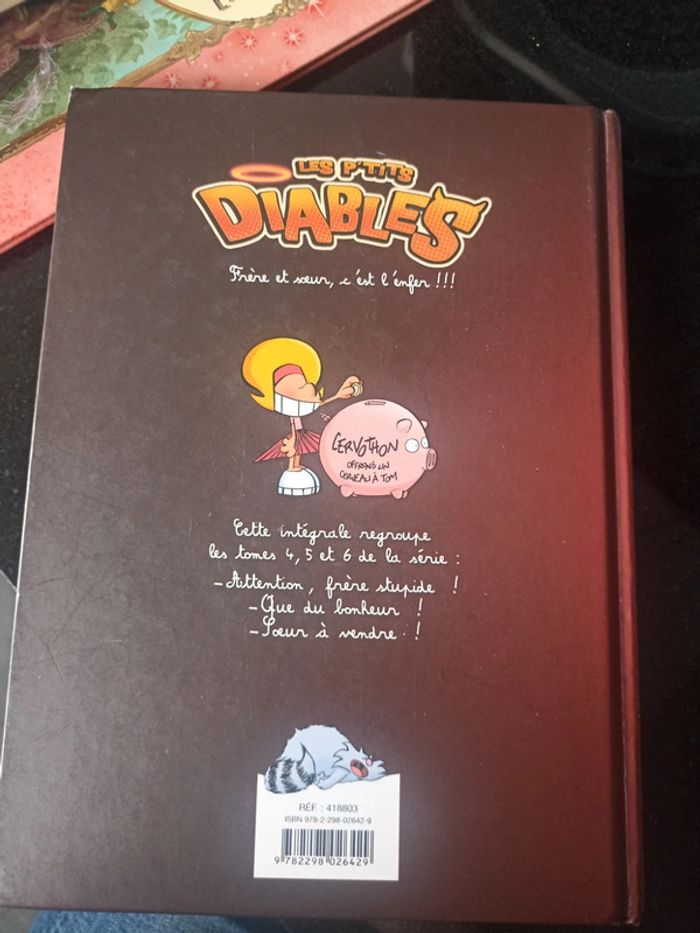 LES P'TITS
DIABLES
Frère et sœur, c'est l'enfer !!!
CERVOTHON
OFFRONS UN
CERVEAU À TOM
Cette intégrale regroupe
les tomes 4, 5 et 6 de la série :
- Attention, frère stupide !
- Que du bonheur !
- Sœur à vendre !
RÉF. : 418803
ISBN 978-2-298-02642-9
9 782298 026429